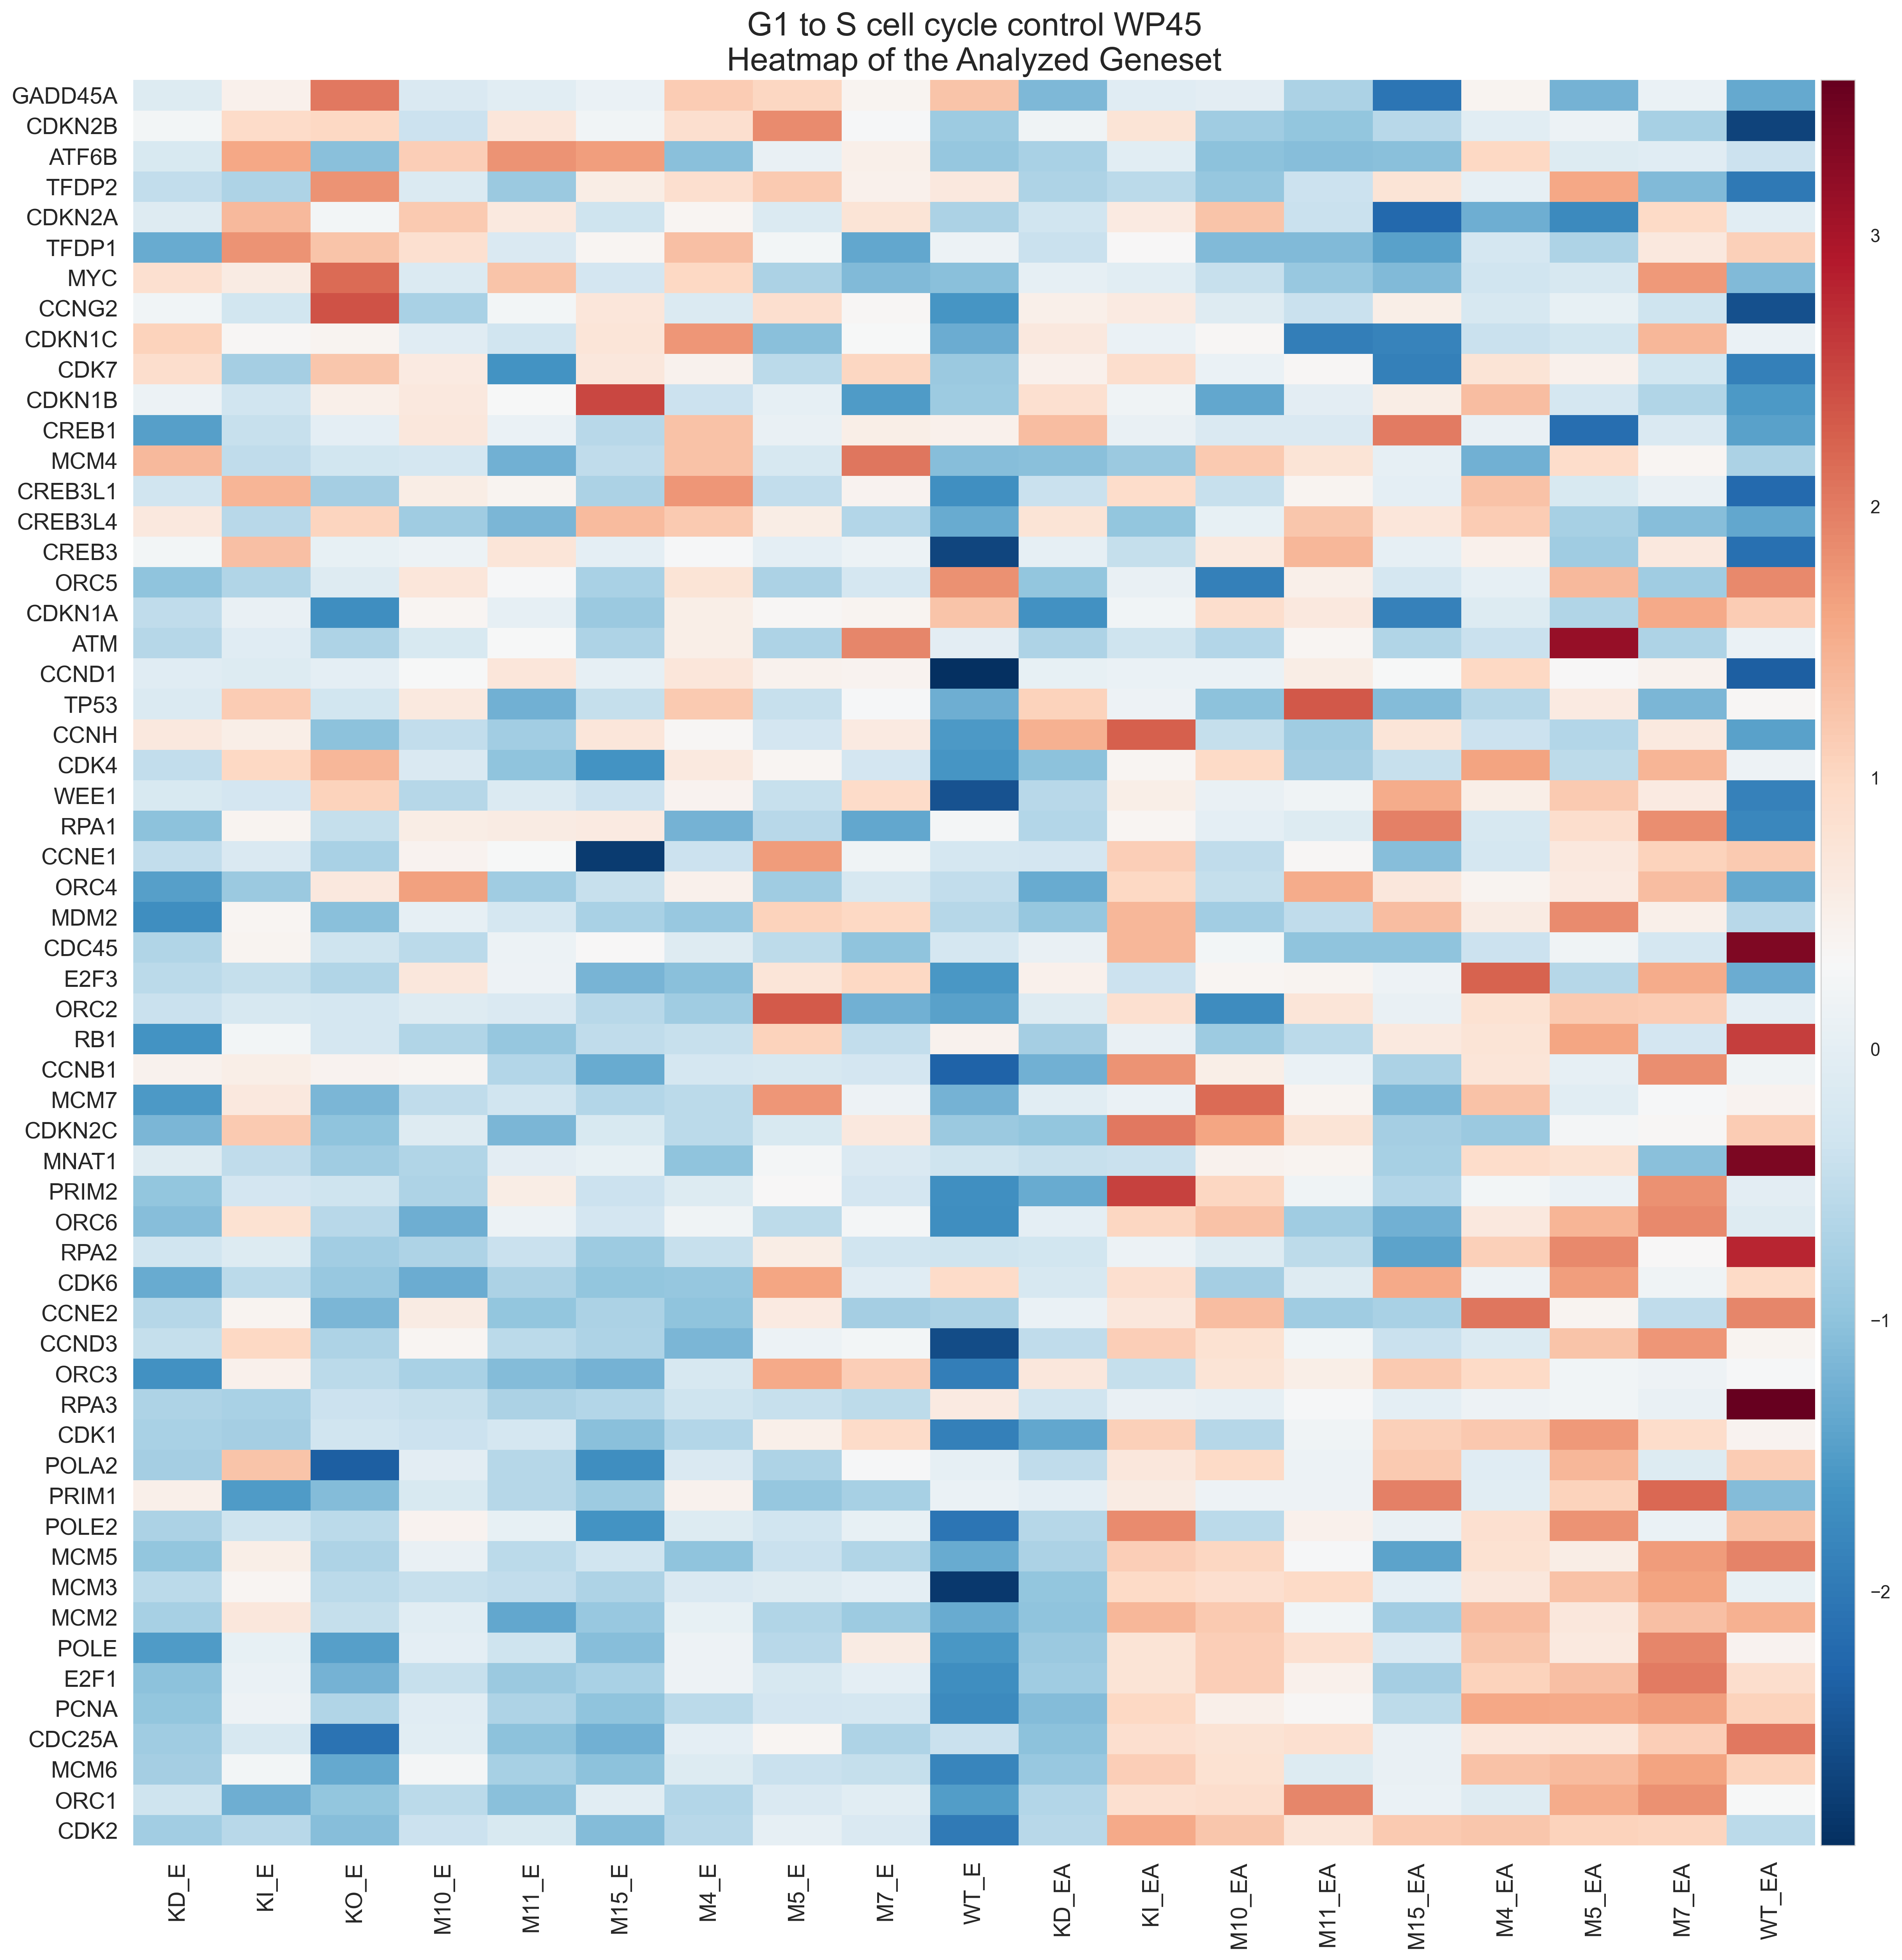 G1 to S cell cycle control WP45
Heatmap of the Analyzed Geneset
GADD45A
CDKN2B
ATF6B
TFDP2
CDKN2A
TFDP1
MYC
CCNG2
CDKN1C
CDK7
CDKN1B
CREB1
MCM4
CREB3L1
CREB3L4
CREB3
ORC5
CDKN1A
ATM
CCND1
TP53
CCNH
CDK4
WEE1
RPA1
CCNE1
ORC4
MDM2
CDC45
E2F3
ORC2
RB1
CCNB1
MCM7
CDKN2C
MNAT1
PRIM2
ORC6
RPA2
CDK6
CCNE2
CCND3
ORC3
RPA3
CDK1
POLA2
PRIM1
POLE2
MCM5
MCM3
MCM2
POLE
E2F1
PCNA
CDC25A
MCM6
ORC1
CDK2
3
2
1
0
−1
−2
KD_E
KI_E
KO_E
M10_E
M11_E
M15_E
M4_E
M5_E
M7_E
WT_E
KD_EA
KI_EA
M10_EA
M11_EA
M15_EA
M4_EA
M5_EA
M7_EA
WT_EA